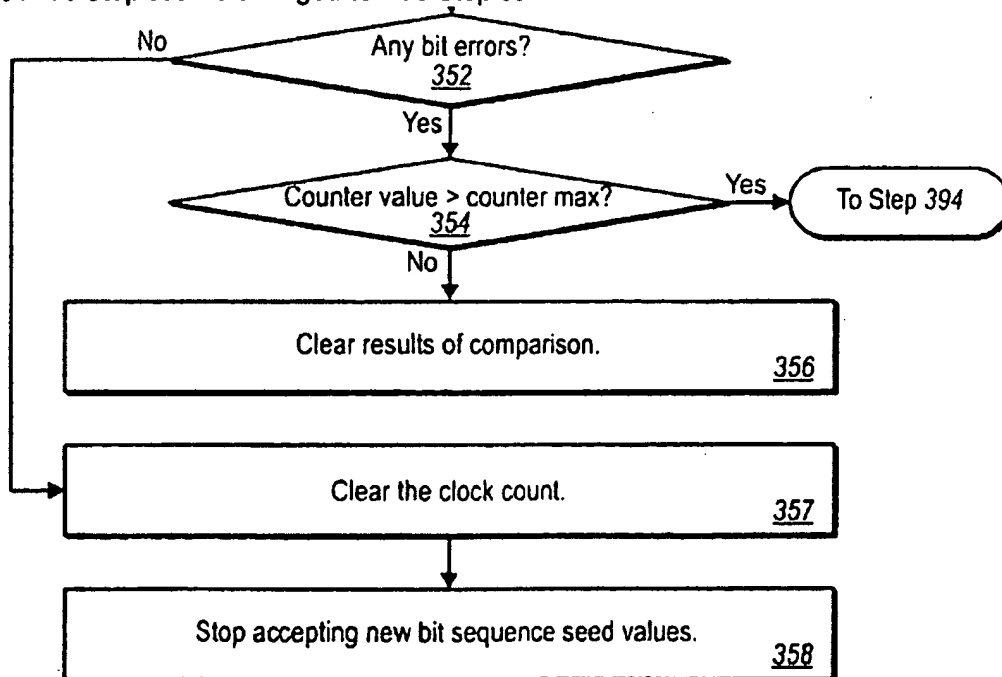 No
Any bit errors?
352
Yes
Counter value > counter max?
354
Yes
To Step 394
No
Clear results of comparison.
356
Clear the clock count.
357
Stop accepting new bit sequence seed values.
358